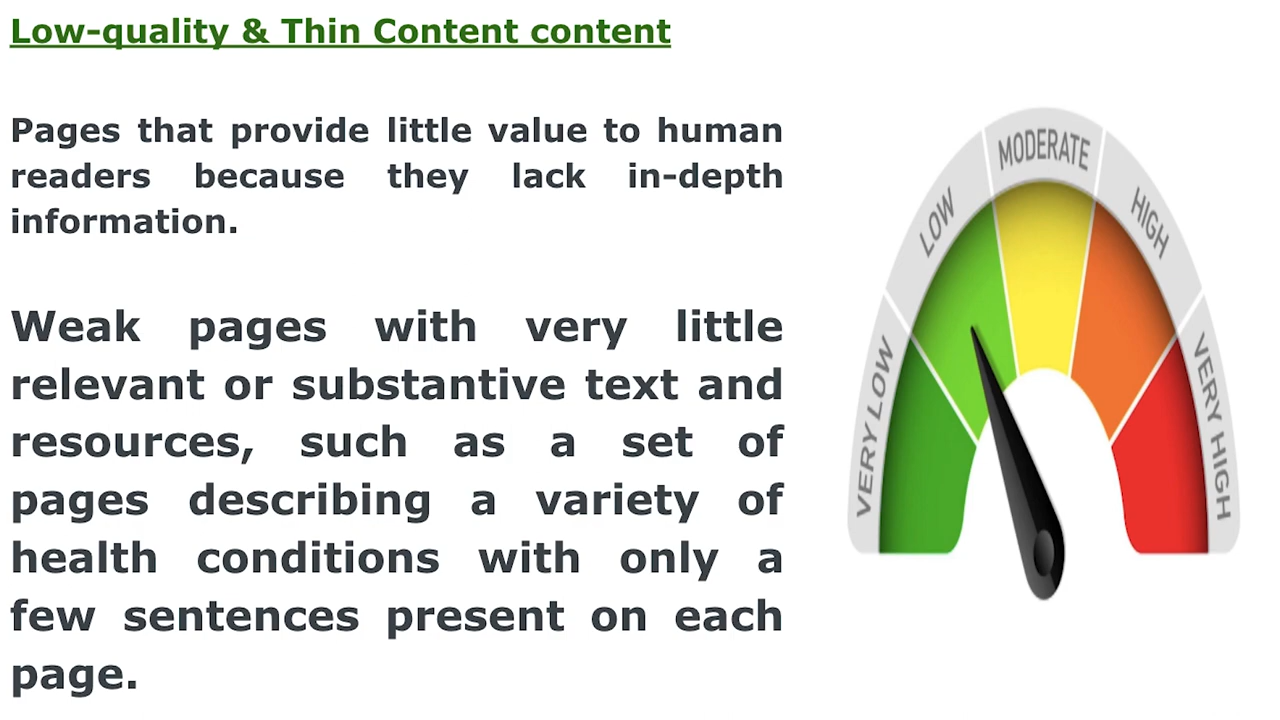 Low-quality & Thin Content content
Pages that provide little value to human
readers because they lack in-depth
information.
Weak pages with very little
relevant or substantive text and
resources, such as a set of
pages describing a variety of
health conditions with only a
few sentences present on each
page.
VERY LOW
LOW
MODERATE
HIGH
VERY HIGH